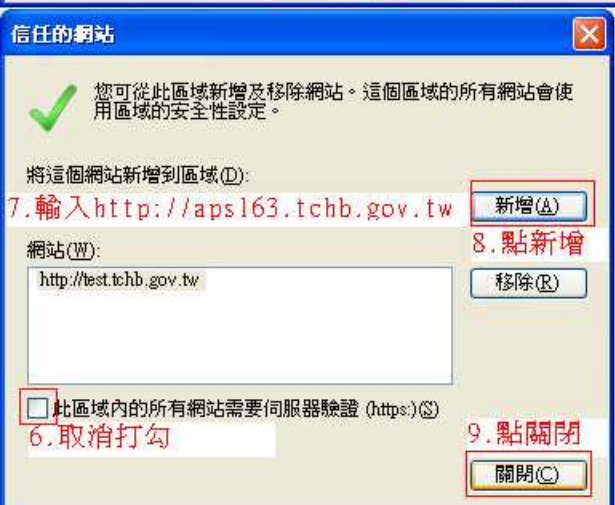 信任的網站
您可從此區域新增及移除網站。這個區域的所有網站會使
用區域的安全性設定。
將這個網站新增到區域(D):
7.輸入http://aps163.tchb.gov.tw
新增(A)
8.點新增
網站(W):
http://test.tchb.gov.tw
移除(R)
此區域內的所有網站需要伺服器驗證 (https:)(S)
6.取消打勾
9.點關閉
關閉(C)